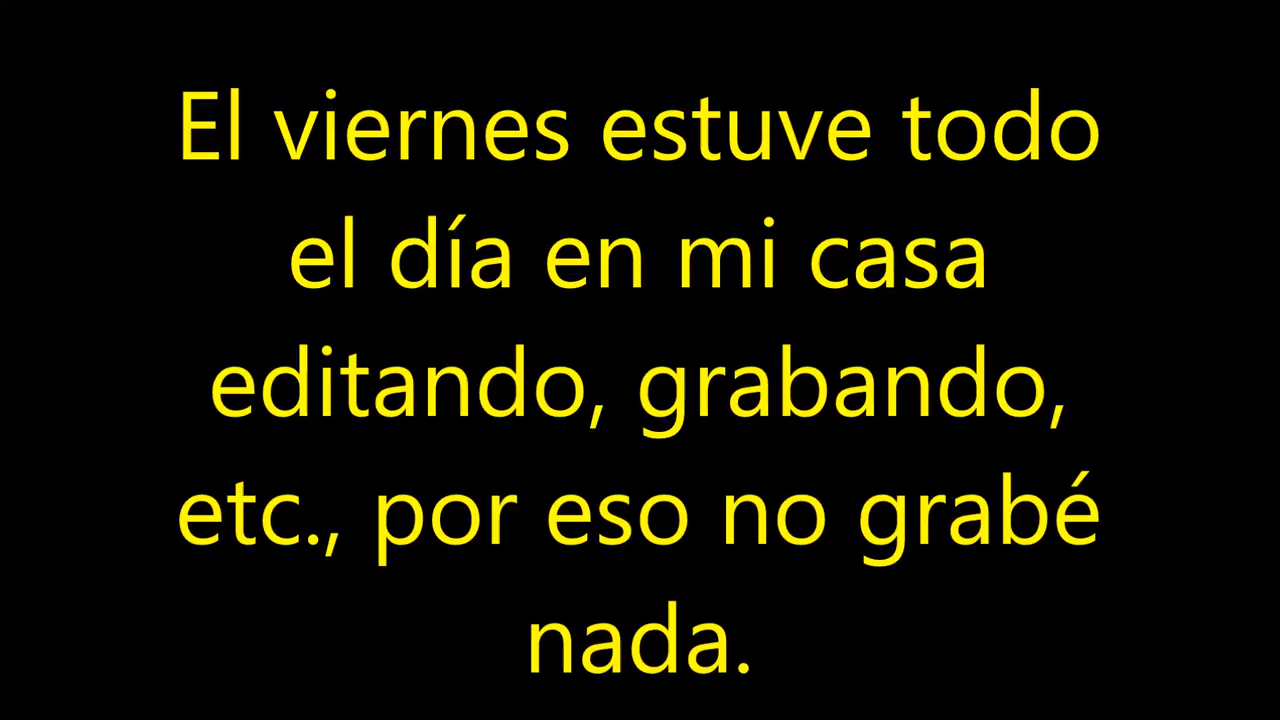 El viernes estuve todo
el día en mi casa
editando, grabando,
etc., por eso no grabé
nada.